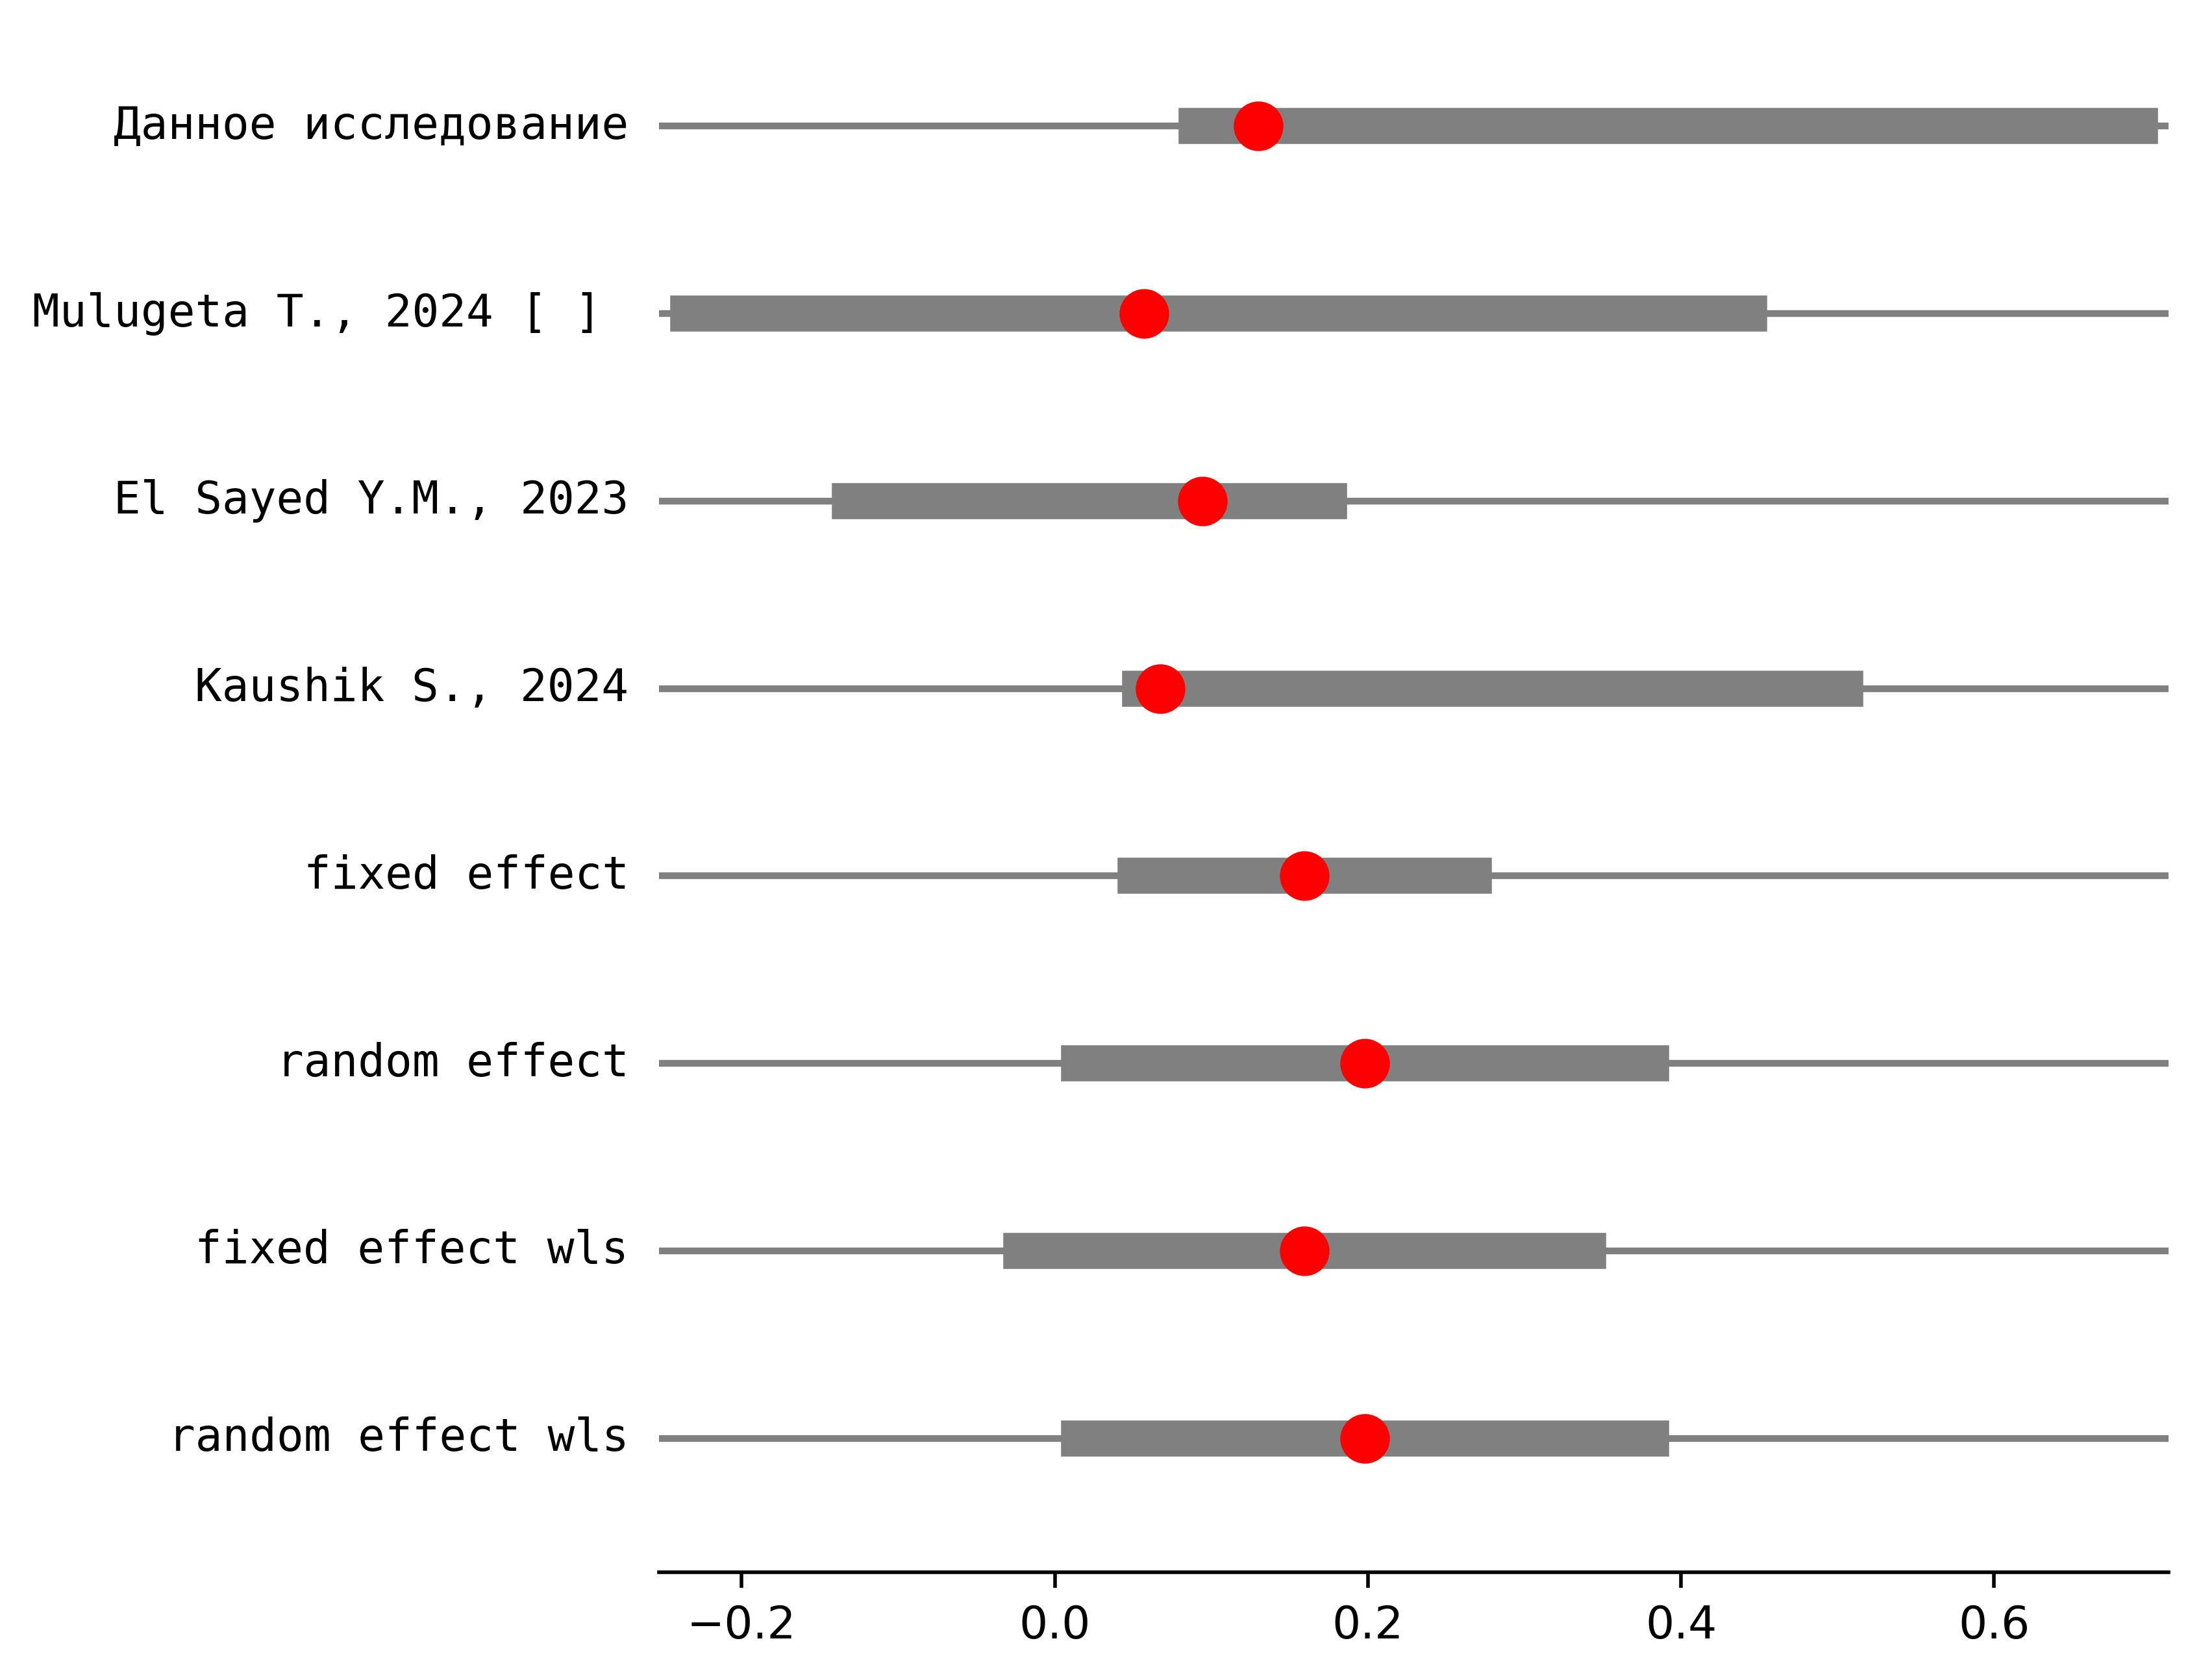 Данное исследование
Mulugeta T., 2024 [ ]
El Sayed Y.M., 2023
Kaushik S., 2024
fixed effect
random effect
fixed effect wls
random effect wls
−0.2 0.0 0.2 0.4 0.6